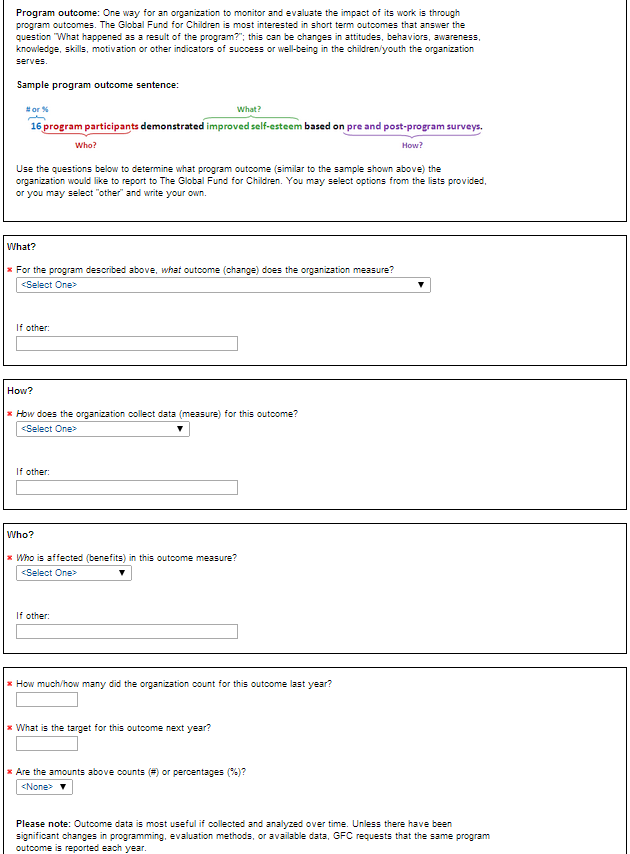 Program outcome: One way for an organization to monitor and evaluate the impact of its work is through
program outcomes. The Global Fund for Children is most interested in short term outcomes that answer the
question "What happened as a result of the program?"; this can be changes in attitudes, behaviors, awareness,
knowledge, skills, motivation or other indicators of success or well-being in the children/youth the organization
serves.
Sample program outcome sentence:
# or % What?
16 program participants demonstrated improved self-esteem based on pre and post-program surveys.
Who? How?
Use the questions below to determine what program outcome (similar to the sample shown above) the
organization would like to report to The Global Fund for Children. You may select options from the lists provided,
or you may select "other" and write your own.
What?
* For the program described above, what outcome (change) does the organization measure?
<Select One>
If other:
How?
* How does the organization collect data (measure) for this outcome?
<Select One>
If other:
Who?
* Who is affected (benefits) in this outcome measure?
<Select One>
If other:
* How much/how many did the organization count for this outcome last year?
* What is the target for this outcome next year?
* Are the amounts above counts (#) or percentages (%)?
<None>
Please note: Outcome data is most useful if collected and analyzed over time. Unless there have been
significant changes in programming, evaluation methods, or available data, GFC requests that the same program
outcome is reported each year.